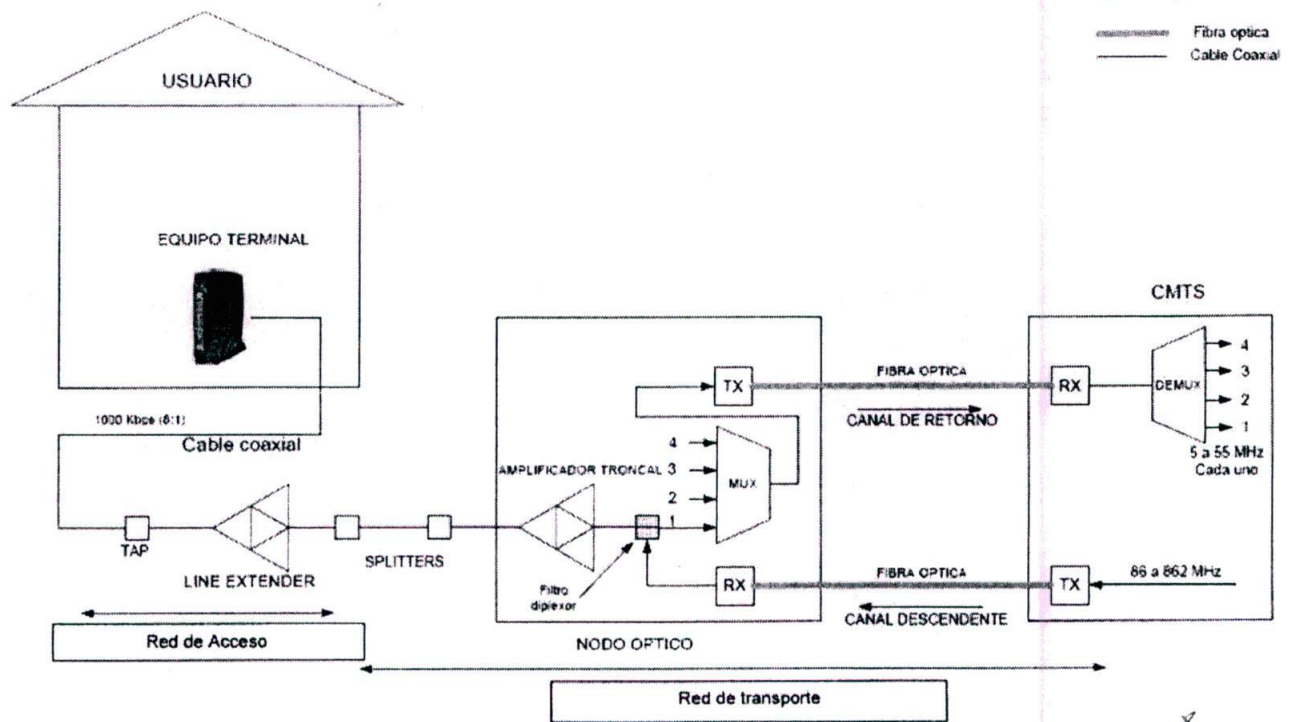 Fibra optica
Cable Coaxial
USUARIO
EQUIPO TERMINAL
1000 Kbps (8:1)
Cable coaxial
TAP
LINE EXTENDER
SPLITTERS
Red de Acceso
AMPLIFICADOR TRONCAL
4
3
2
1
MUX
TX
RX
Filtro
diplexor
NODO OPTICO
FIBRA OPTICA
CANAL DE RETORNO
FIBRA OPTICA
CANAL DESCENDENTE
CMTS
RX
DEMUX
4
3
2
1
5 a 55 MHz
Cada uno
TX
86 a 862 MHz
Red de transporte